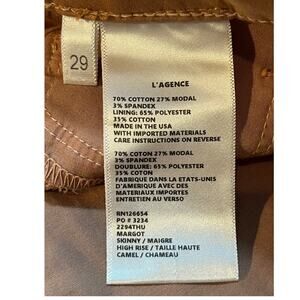 29
L'AGENCE
70% COTTON 27% MODAL
3% SPANDEX
LINING: 65% POLYESTER
35% COTTON
MADE IN THE USA
WITH IMPORTED MATERIALS
CARE INSTRUCTIONS ON REVERSE
70% COTTON 27% MODAL
3% SPANDEX
DOUBLURE: 65% POLYESTER
35% COTON
FABRIQUE DANS LA ETATS-UNIS
D'AMERIQUE AVEC DES
MATERIAUX IMPORTES
ENTRETIEN AU VERSO
RN126654
PO # 3234
2294THU
MARGOT
SKINNY / MAIGRE
HIGH RISE / TAILLE HAUTE
CAMEL / CHAMEAU